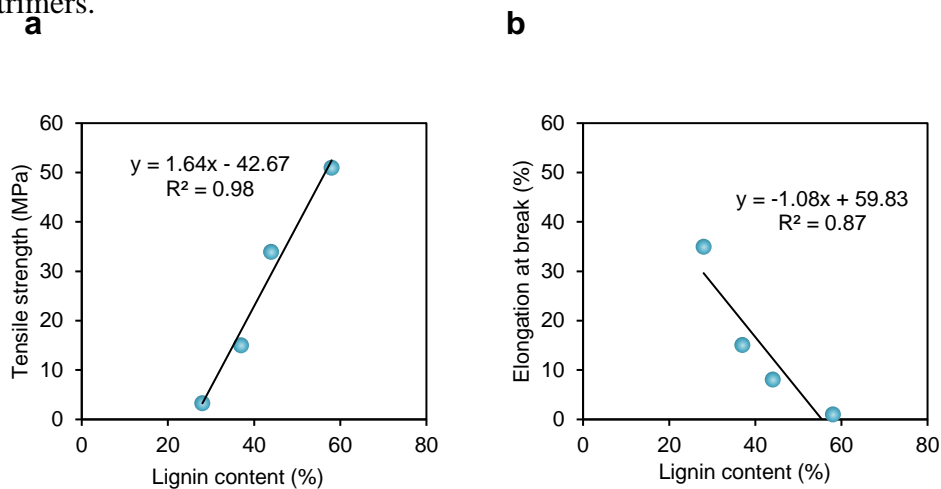 trimers.
a
b
60
50
40
30
20
10
0
0 20 40 60 80
Tensile strength (MPa)
Lignin content (%)
y = 1.64x - 42.67
R² = 0.98
60
50
40
30
20
10
0
0 20 40 60 80
Elongation at break (%)
Lignin content (%)
y = -1.08x + 59.83
R² = 0.87